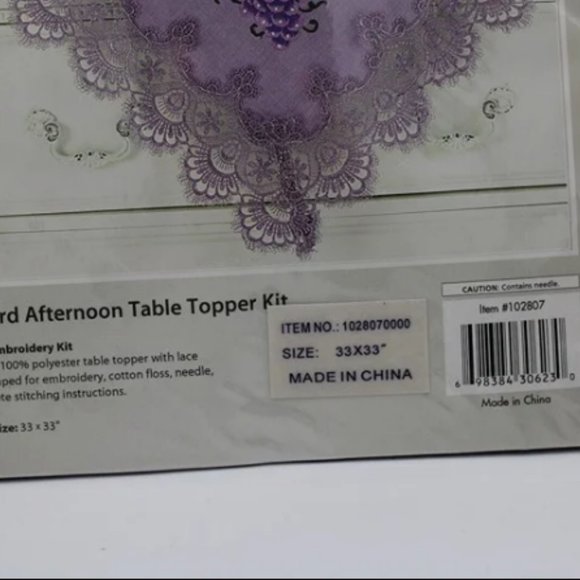 rd Afternoon Table Topper Kit
mbroidery Kit
100% polyester table topper with lace
ped for embroidery, cotton floss, needle,
te stitching instructions.
ize: 33 x 33"
ITEM NO.: 1028070000
SIZE: 33X33"
MADE IN CHINA
CAUTION: Contains needle.
Item #102807
6 98384 30623 0
Made in China